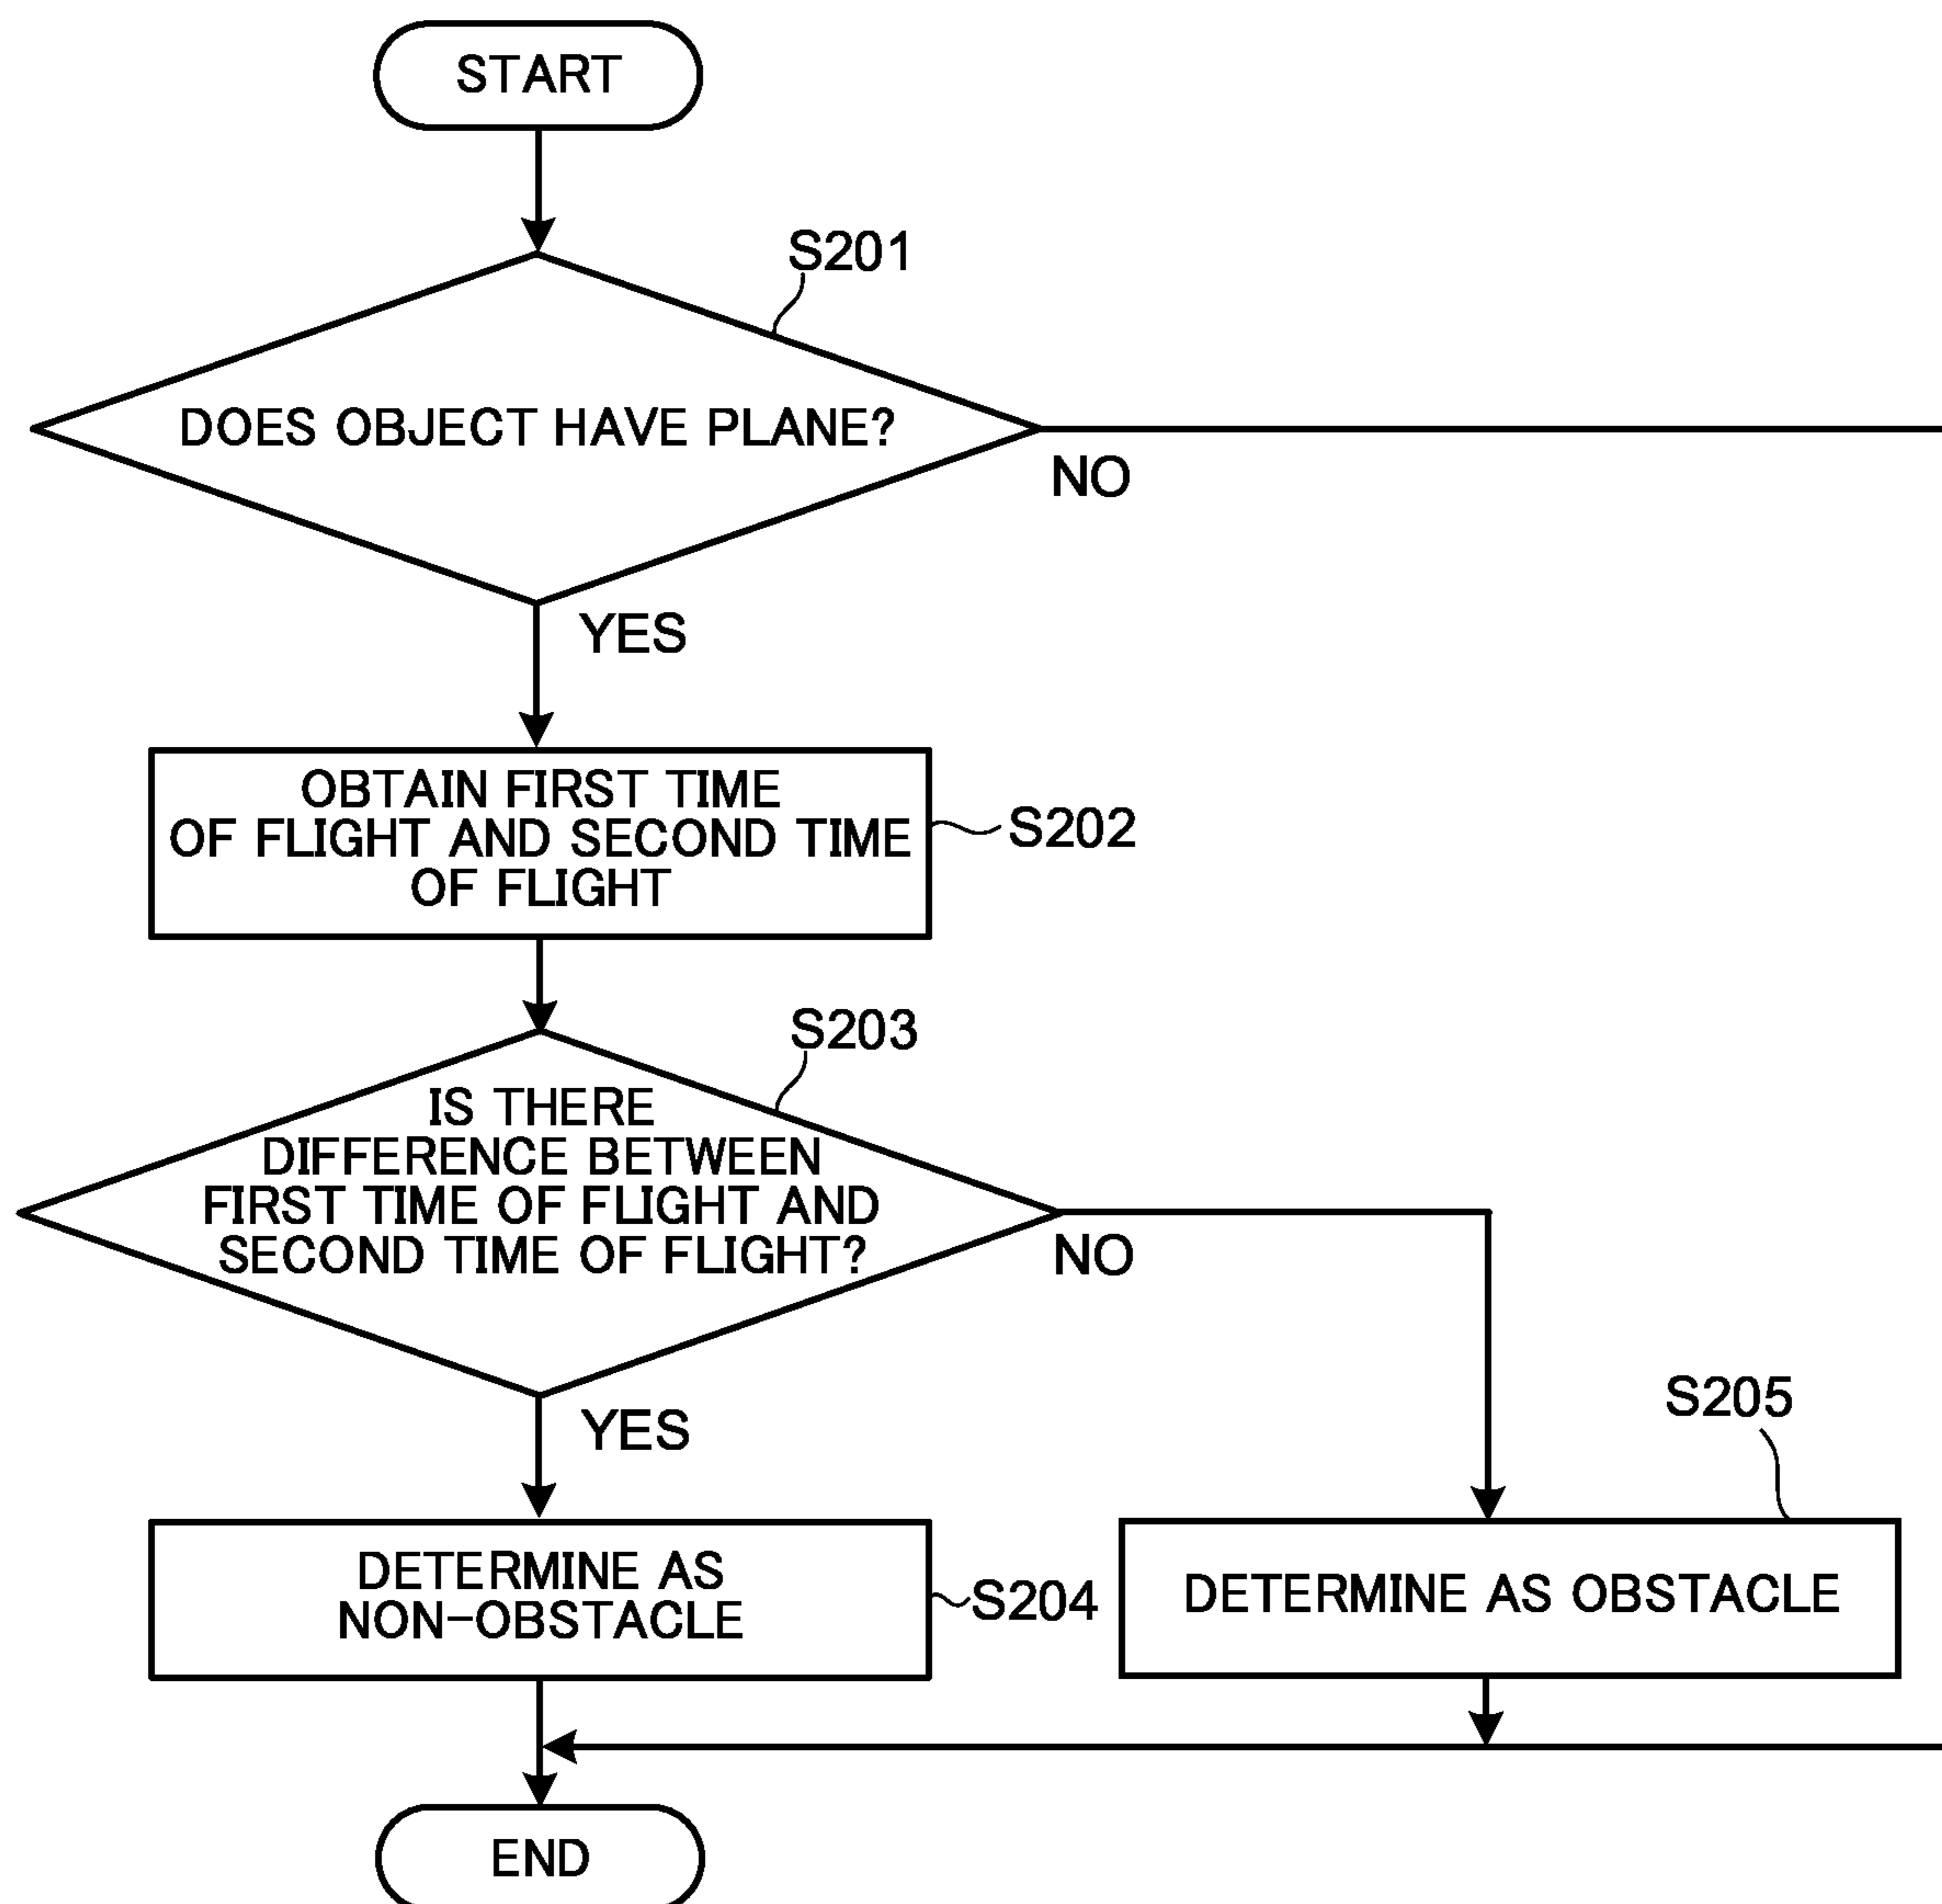 START
S201
DOES OBJECT HAVE PLANE?
NO
YES
OBTAIN FIRST TIME
OF FLIGHT AND SECOND TIME
OF FLIGHT
S202
S203
IS THERE
DIFFERENCE BETWEEN
FIRST TIME OF FLIGHT AND
SECOND TIME OF FLIGHT?
NO
YES
S205
DETERMINE AS
NON-OBSTACLE
S204
DETERMINE AS OBSTACLE
END